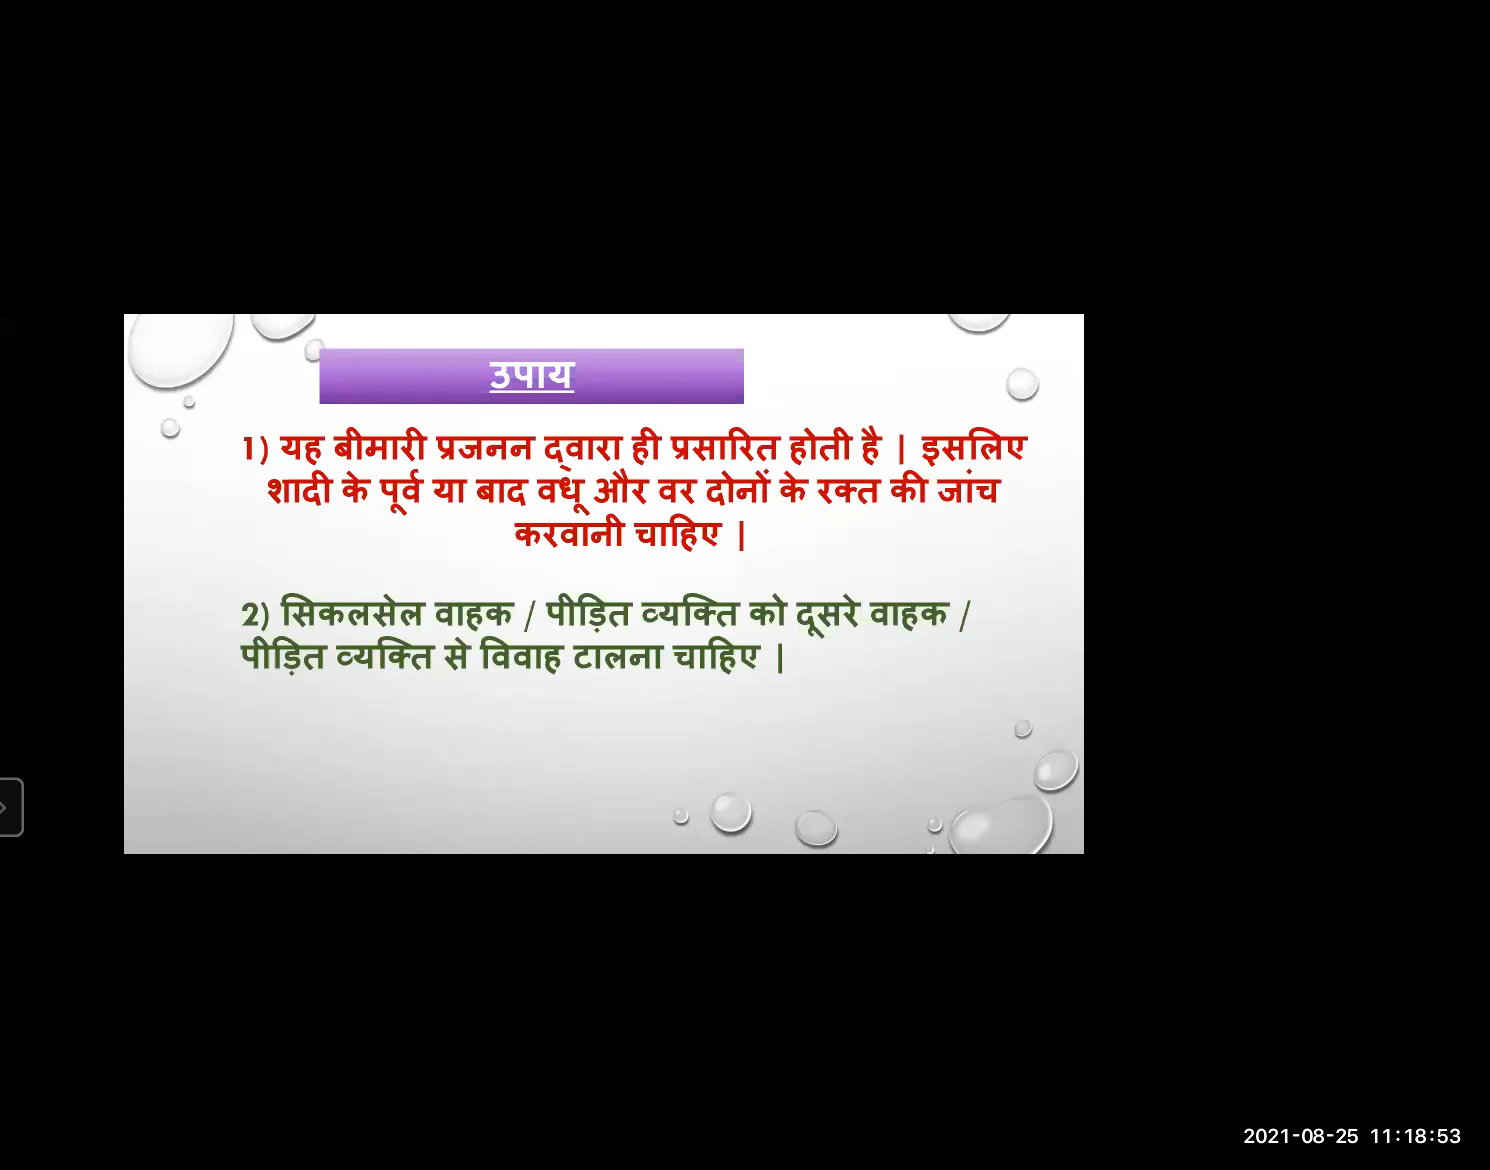 उपाय
1) यह बीमारी प्रजनन द्वारा ही प्रसारित होती है | इसलिए
शादी के पूर्व या बाद वधू और वर दोनों के रक्त की जांच
करवानी चाहिए |
2) सिकलसेल वाहक / पीड़ित व्यक्ति को दूसरे वाहक /
पीड़ित व्यक्ति से विवाह टालना चाहिए |
2021-08-25 11:18:53